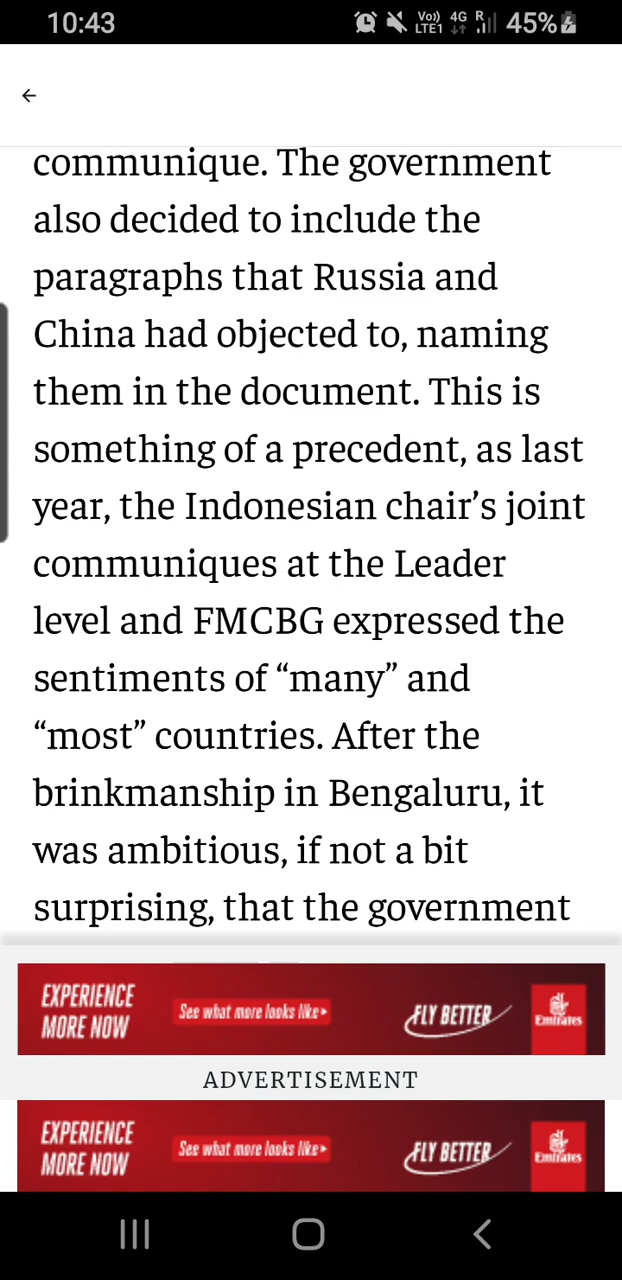 10:43 Vo)) LTE1 4G R 45%
communique. The government
also decided to include the
paragraphs that Russia and
China had objected to, naming
them in the document. This is
something of a precedent, as last
year, the Indonesian chair’s joint
communiques at the Leader
level and FMCBG expressed the
sentiments of “many” and
“most” countries. After the
brinkmanship in Bengaluru, it
was ambitious, if not a bit
surprising, that the government
EXPERIENCE
MORE NOW
See what more looks like
FLY BETTER
Emirates
ADVERTISEMENT
EXPERIENCE
MORE NOW
See what more looks like
FLY BETTER
Emirates